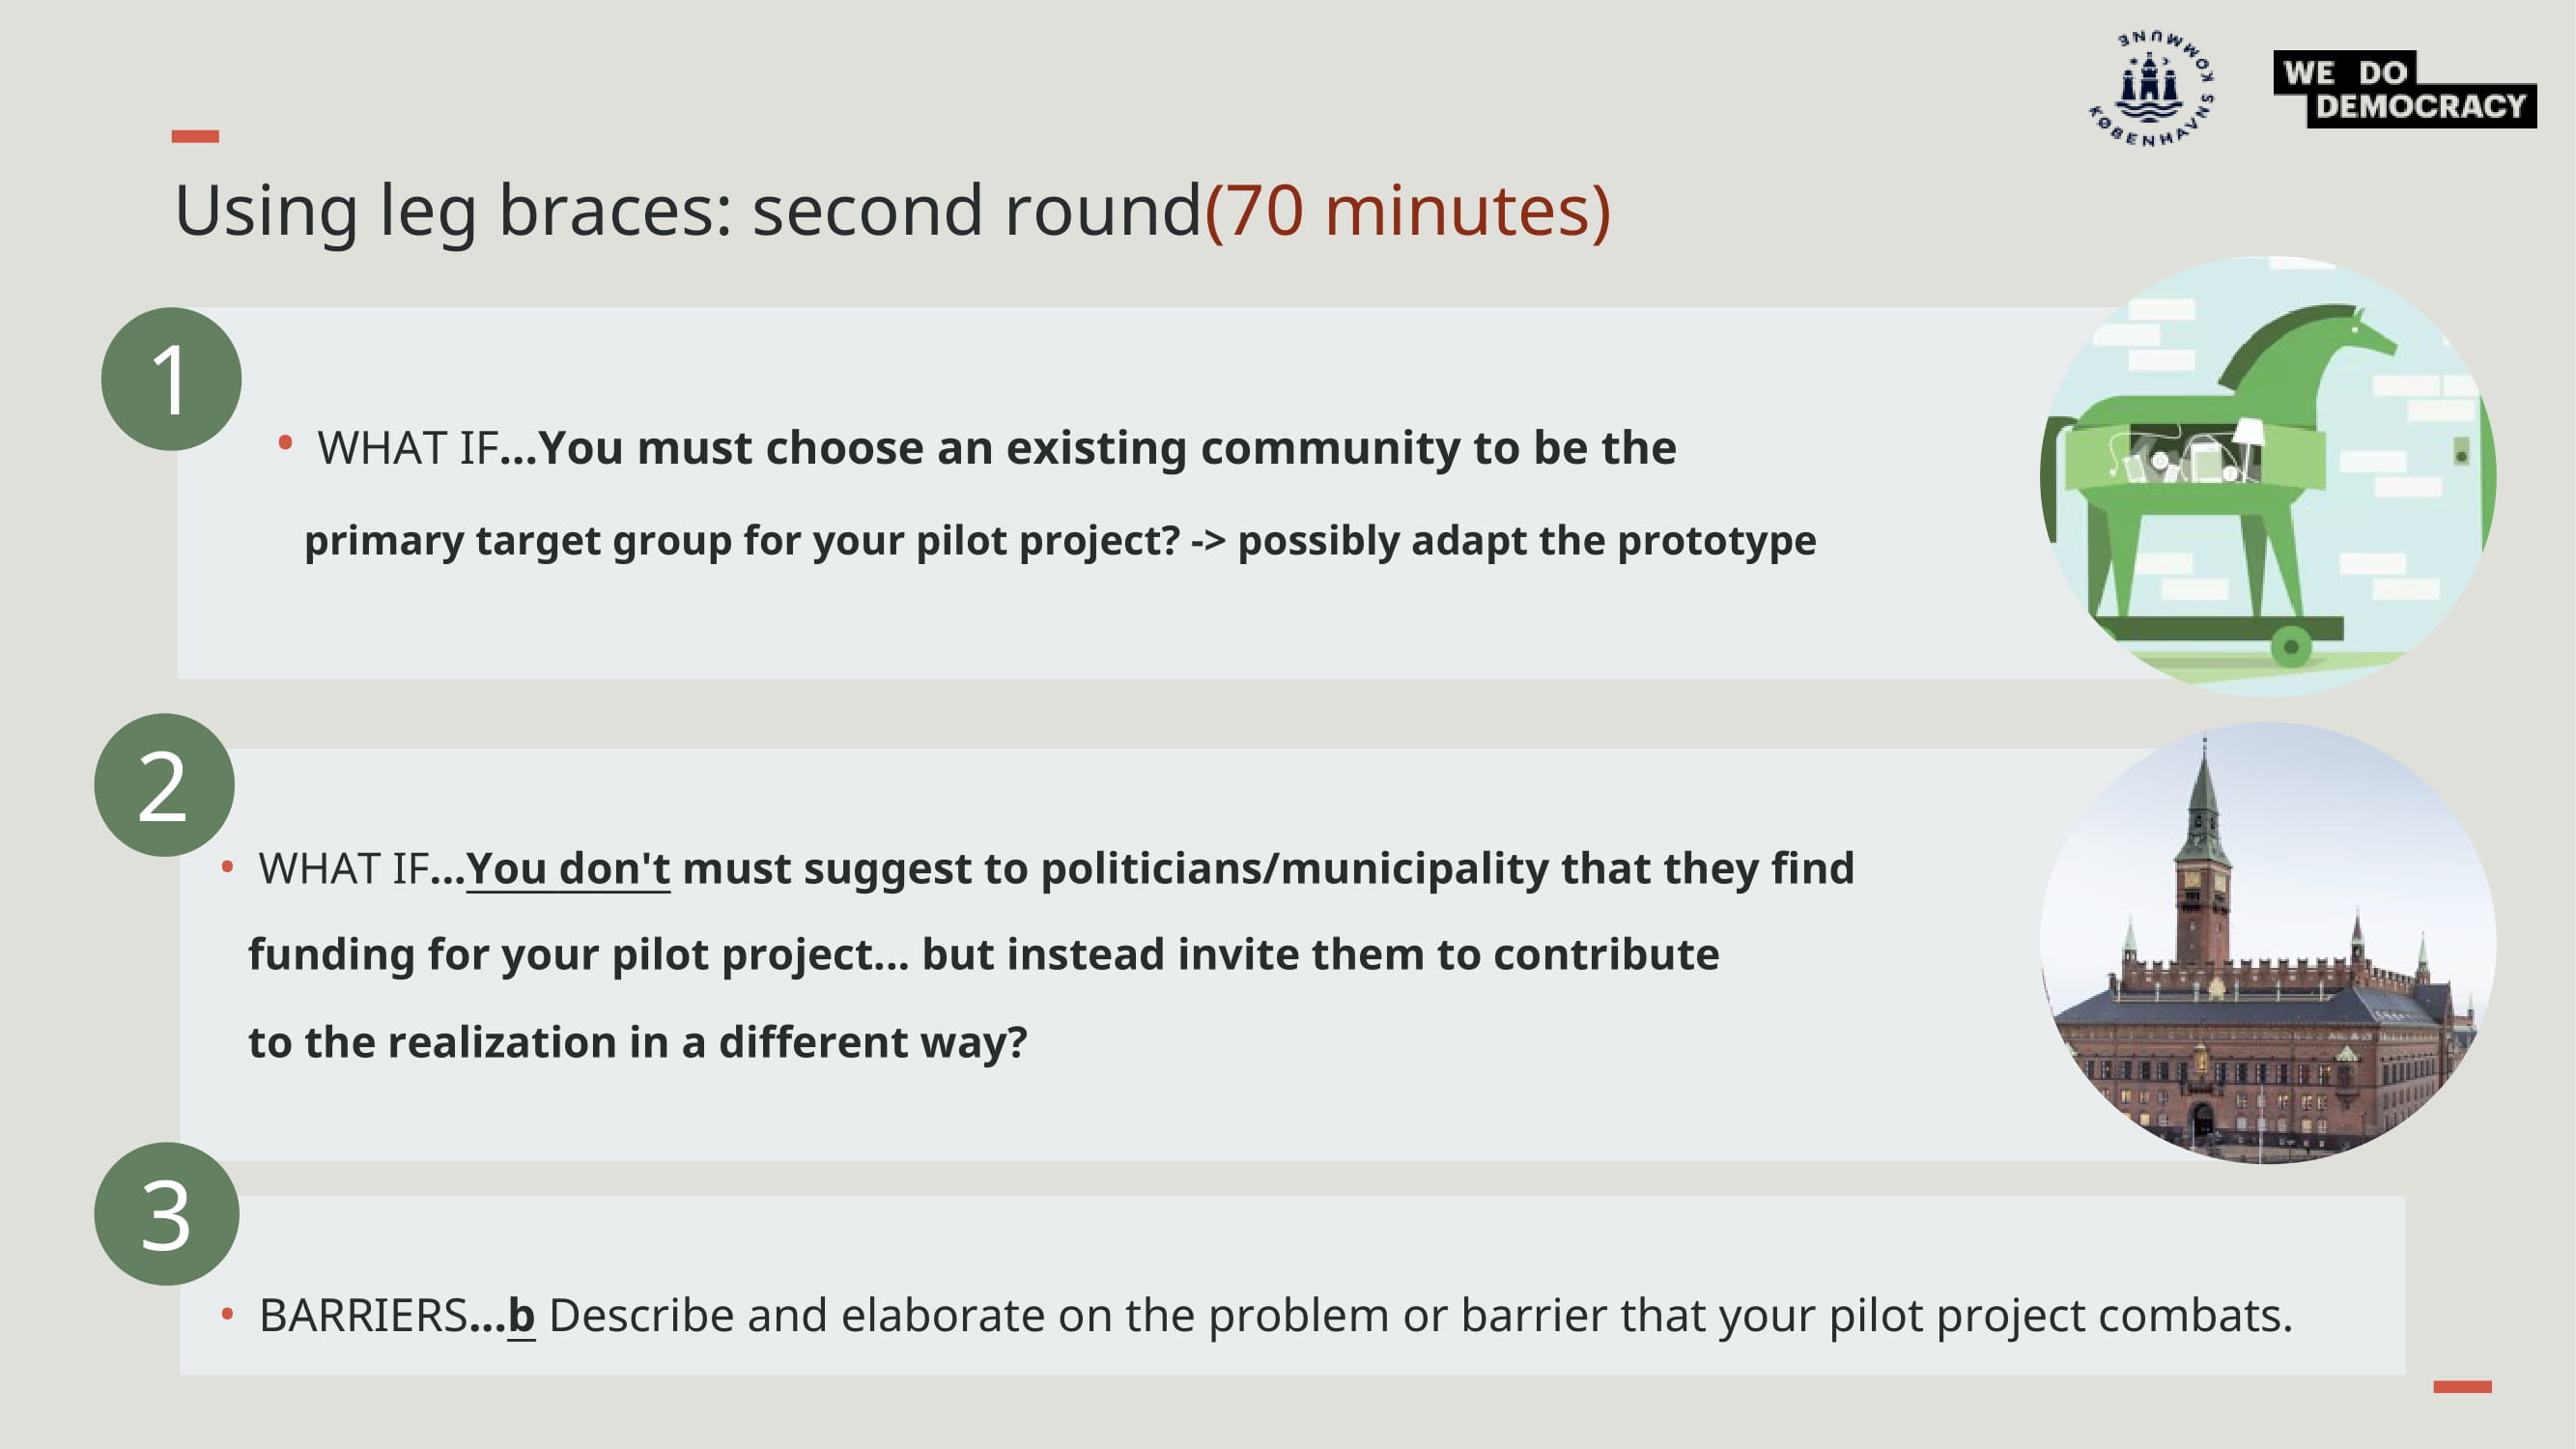 KØBENHAVNS KOMMUNE
WE DO
DEMOCRACY
Using leg braces: second round(70 minutes)
1
• WHAT IF...You must choose an existing community to be the
primary target group for your pilot project? -> possibly adapt the prototype
2
• WHAT IF...You don't must suggest to politicians/municipality that they find
funding for your pilot project... but instead invite them to contribute
to the realization in a different way?
3
• BARRIERS...b Describe and elaborate on the problem or barrier that your pilot project combats.